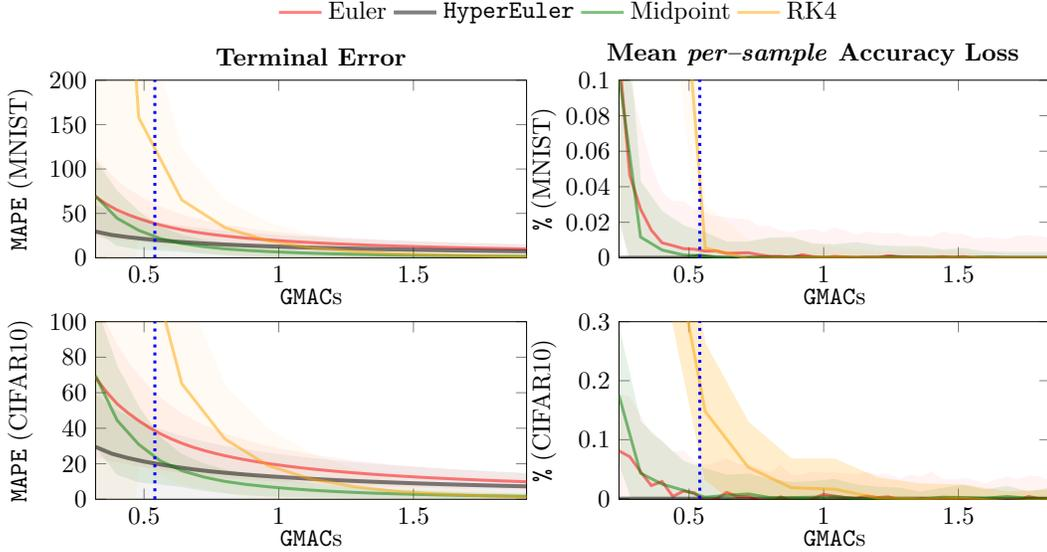 Euler HyperEuler Midpoint RK4
Terminal Error
Mean per–sample Accuracy Loss
MAPE (MNIST)
200
150
100
50
0
0.5 1 1.5
GMACs
% (MNIST)
0.1
0.08
0.06
0.04
0.02
0
0.5 1 1.5
GMACs
MAPE (CIFAR10)
100
80
60
40
20
0
0.5 1 1.5
GMACs
% (CIFAR10)
0.3
0.2
0.1
0
0.5 1 1.5
GMACs